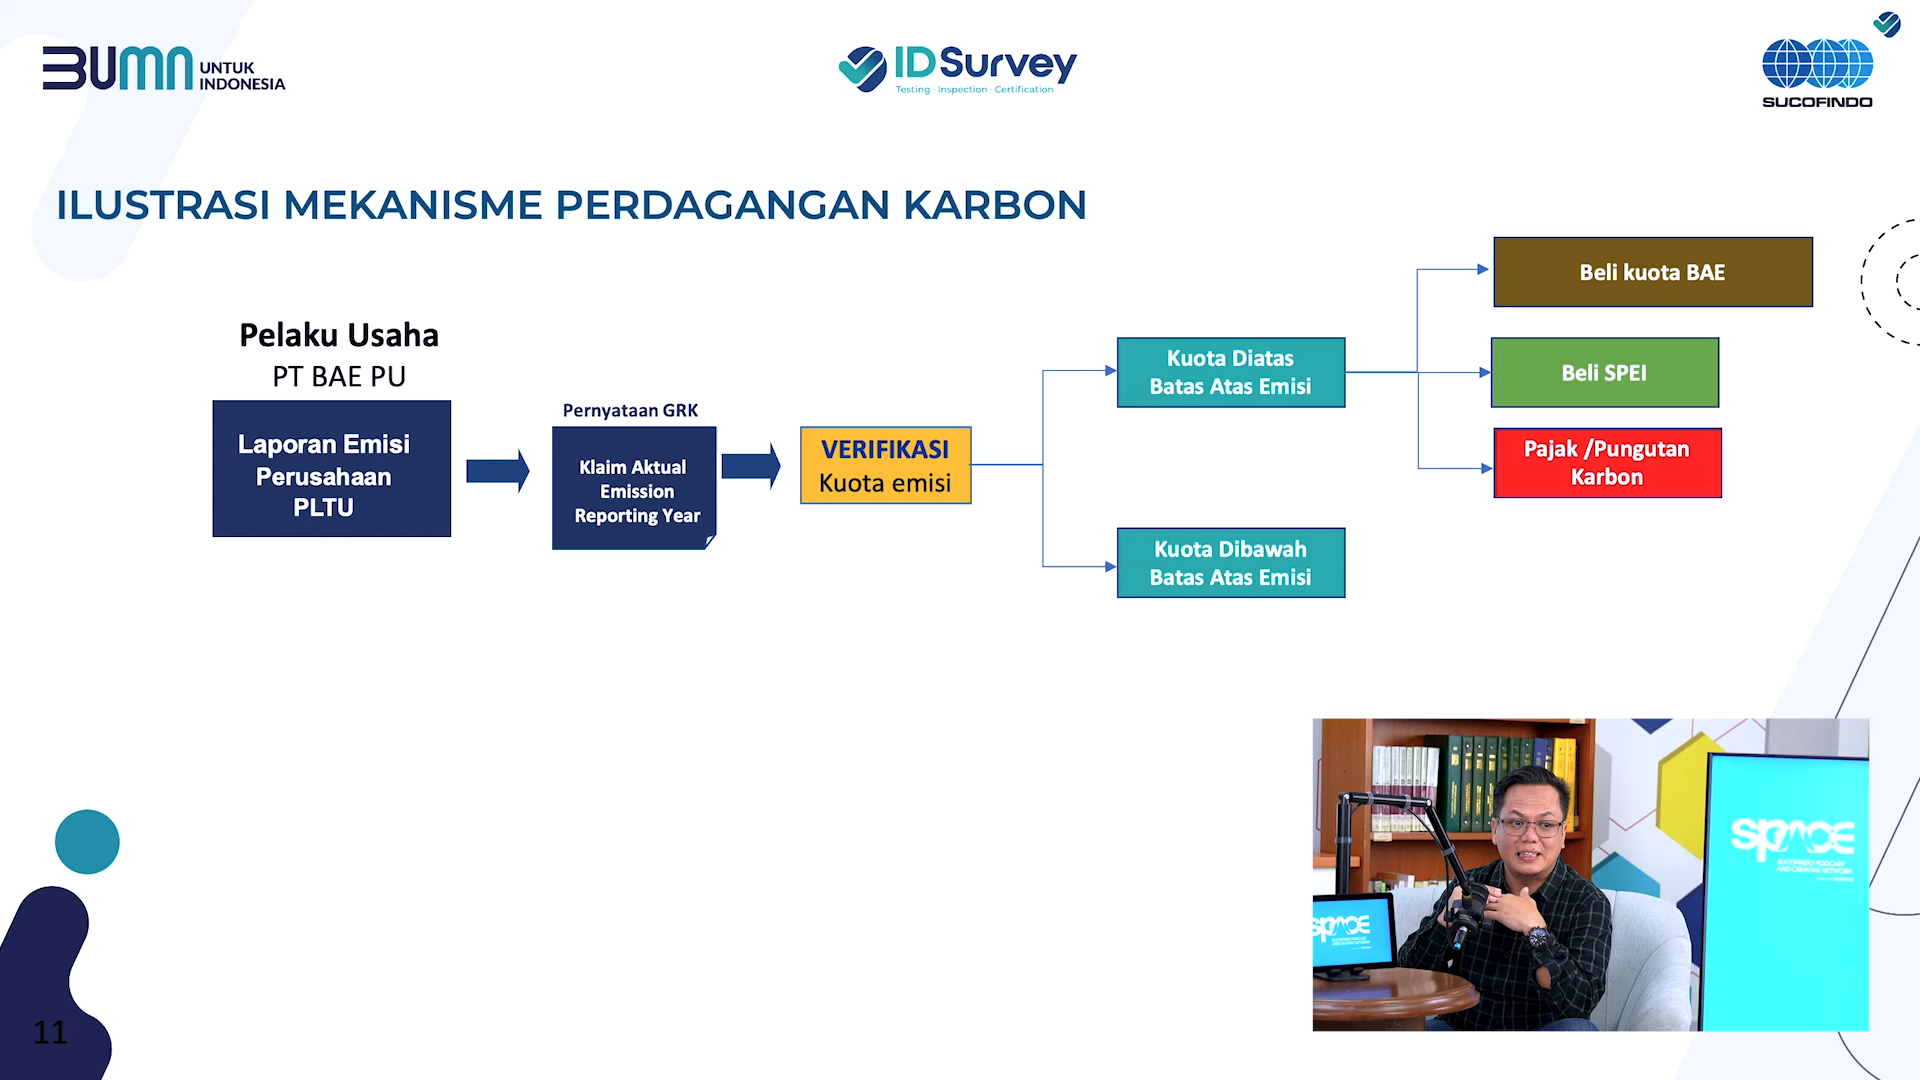 BUMN UNTUK
INDONESIA
ID Survey
Testing · Inspection · Certification
SUCOFINDO
ILUSTRASI MEKANISME PERDAGANGAN KARBON
Pelaku Usaha
PT BAE PU
Laporan Emisi
Perusahaan
PLTU
Pernyataan GRK
Klaim Aktual
Emission
Reporting Year
VERIFIKASI
Kuota emisi
Kuota Diatas
Batas Atas Emisi
Kuota Dibawah
Batas Atas Emisi
Beli kuota BAE
Beli SPEI
Pajak /Pungutan
Karbon
space
space
11